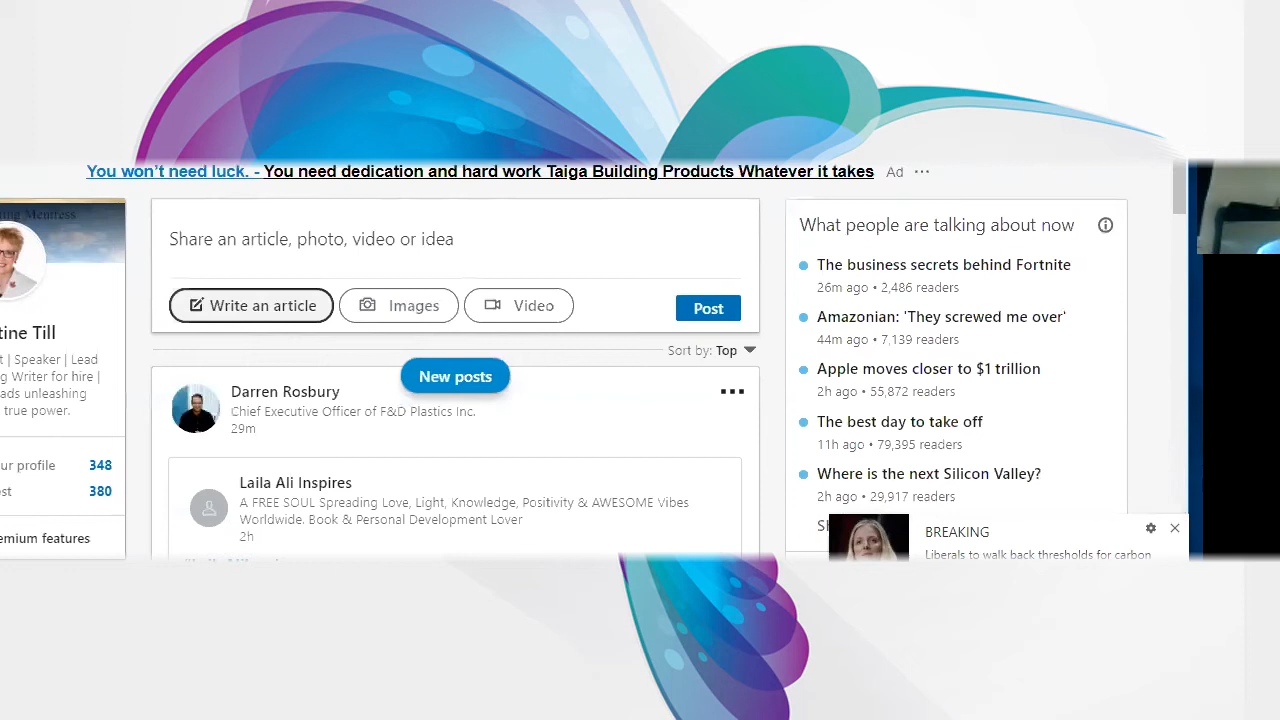 You won’t need luck. - You need dedication and hard work Taiga Building Products Whatever it takes Ad
tine Till
t | Speaker | Lead
g Writer for hire |
ads unleashing
true power.
ur profile 348
est 380
emium features
Share an article, photo, video or idea
Write an article Images Video Post
Sort by: Top
New posts
Darren Rosbury
Chief Executive Officer of F&D Plastics Inc.
29m
Laila Ali Inspires
A FREE SOUL Spreading Love, Light, Knowledge, Positivity & AWESOME Vibes
Worldwide. Book & Personal Development Lover
2h
What people are talking about now
The business secrets behind Fortnite
26m ago • 2,486 readers
Amazonian: 'They screwed me over'
44m ago • 7,139 readers
Apple moves closer to $1 trillion
2h ago • 55,872 readers
The best day to take off
11h ago • 79,395 readers
Where is the next Silicon Valley?
2h ago • 29,917 readers
BREAKING
Liberals to walk back thresholds for carbon